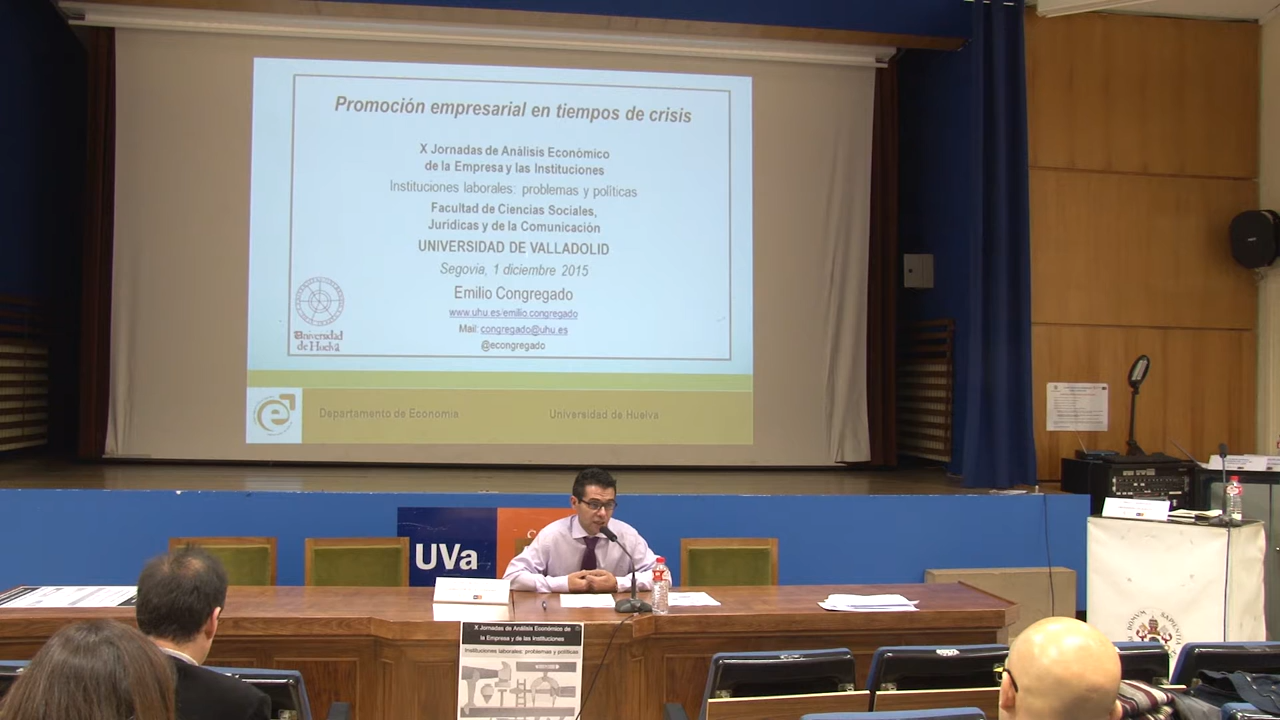 Promoción empresarial en tiempos de crisis
X Jornadas de Análisis Económico
de la Empresa y las Instituciones
Instituciones laborales: problemas y políticas
Facultad de Ciencias Sociales,
Jurídicas y de la Comunicación
UNIVERSIDAD DE VALLADOLID
Segovia, 1 diciembre 2015
Emilio Congregado
www.uhu.es/emilio.congregado
Mail: congregado@uhu.es
@econgregado
Universidad
de Huelva
e
Departamento de Economía
Universidad de Huelva
UVa
X Jornadas de Análisis Económico de
la Empresa y de las Instituciones
Instituciones laborales: problemas y políticas
DOMVM SAPIENTIA